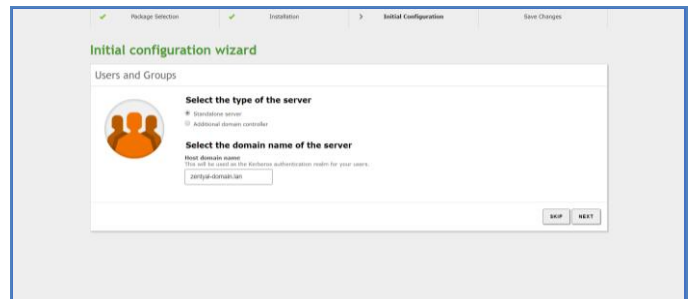 Package Selection
Installation
Initial Configuration
Save Changes
Initial configuration wizard
Users and Groups
Select the type of the server
Standalone server
Additional domain controller
Select the domain name of the server
Host domain name
This will be used as the Kerberos authentication realm for your users.
zentyal-domain.lan
SKIP NEXT